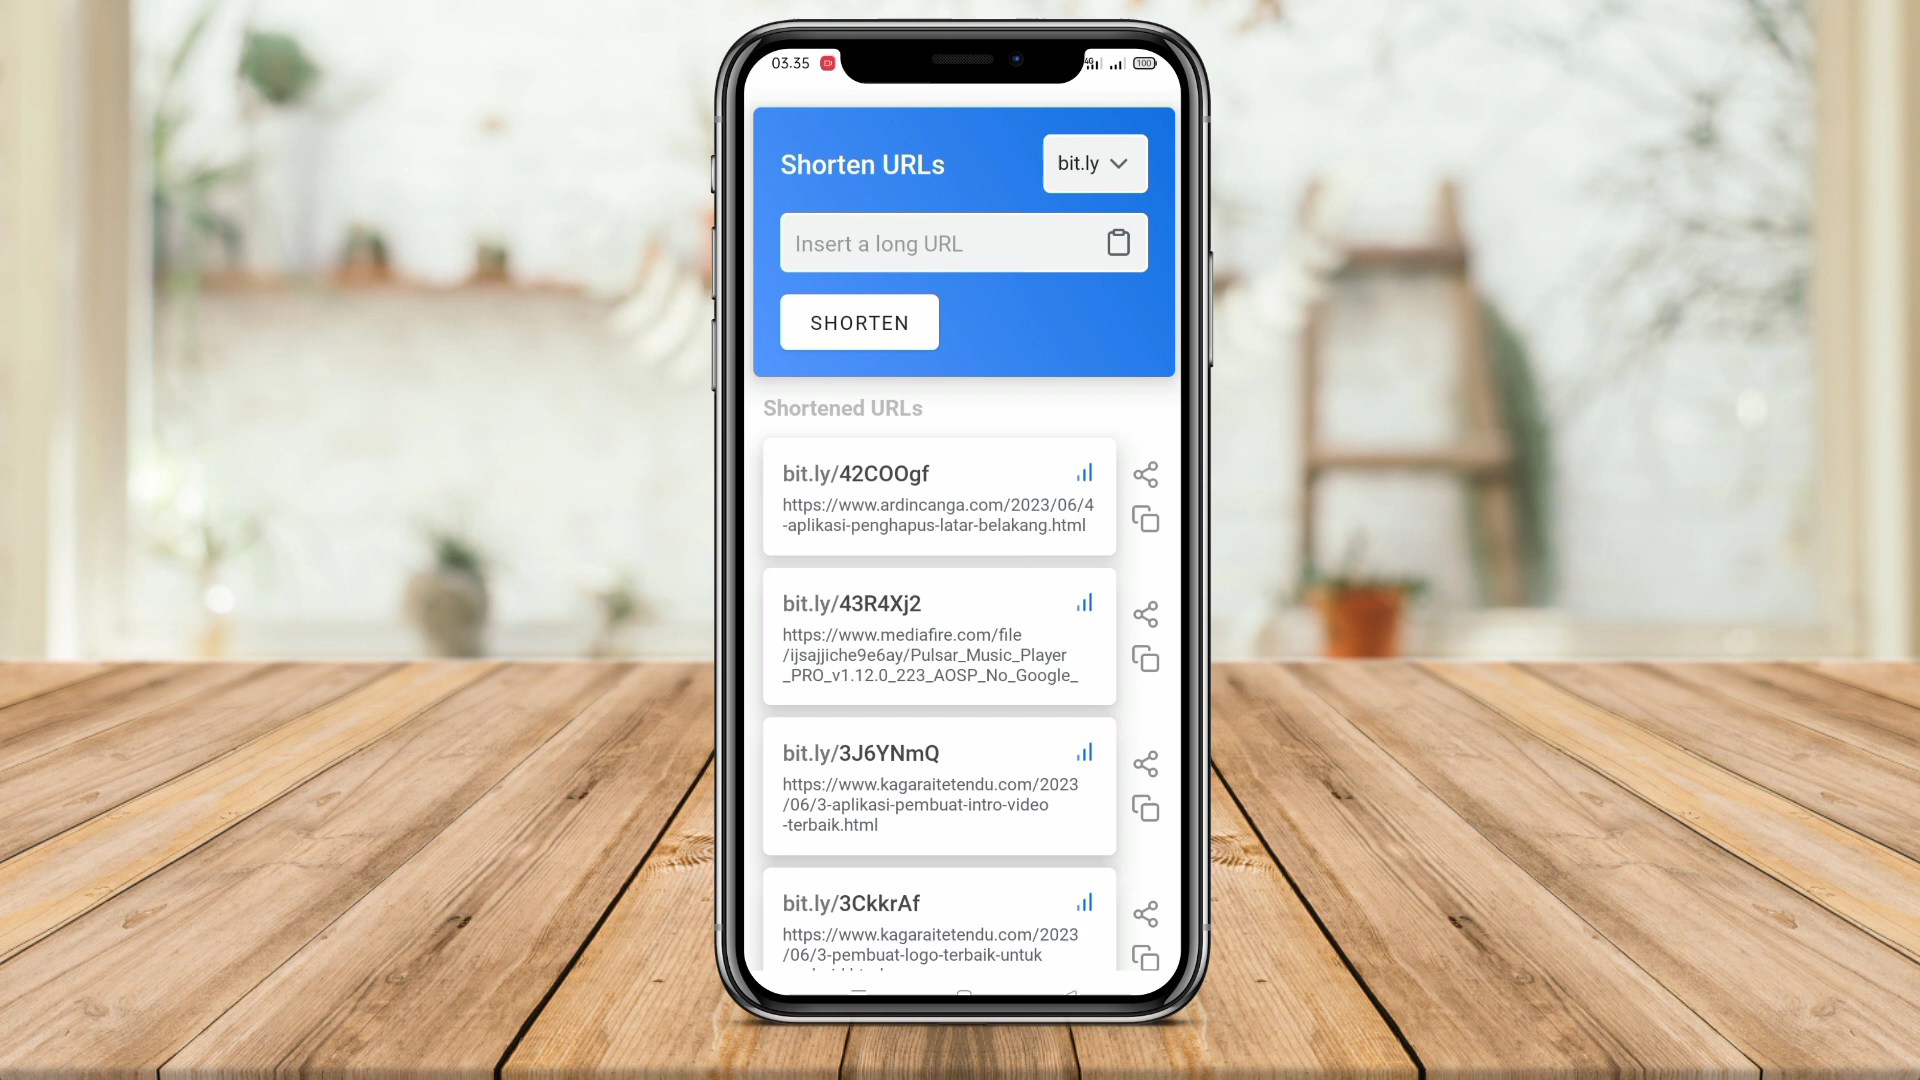 03.35
4G
100
Shorten URLs
bit.ly
Insert a long URL
SHORTEN
Shortened URLs
bit.ly/42COOgf
https://www.ardincanga.com/2023/06/4
-aplikasi-penghapus-latar-belakang.html
bit.ly/43R4Xj2
https://www.mediafire.com/file
/ijsajjiche9e6ay/Pulsar_Music_Player
_PRO_v1.12.0_223_AOSP_No_Google_
bit.ly/3J6YNmQ
https://www.kagaraitetendu.com/2023
/06/3-aplikasi-pembuat-intro-video
-terbaik.html
bit.ly/3CkkrAf
https://www.kagaraitetendu.com/2023
/06/3-pembuat-logo-terbaik-untuk